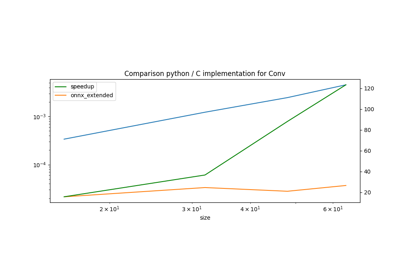 Comparison python / C implementation for Conv
speedup
onnx_extended
10⁻³
10⁻⁴
120
100
80
60
40
20
2 × 10¹
3 × 10¹
4 × 10¹
6 × 10¹
size